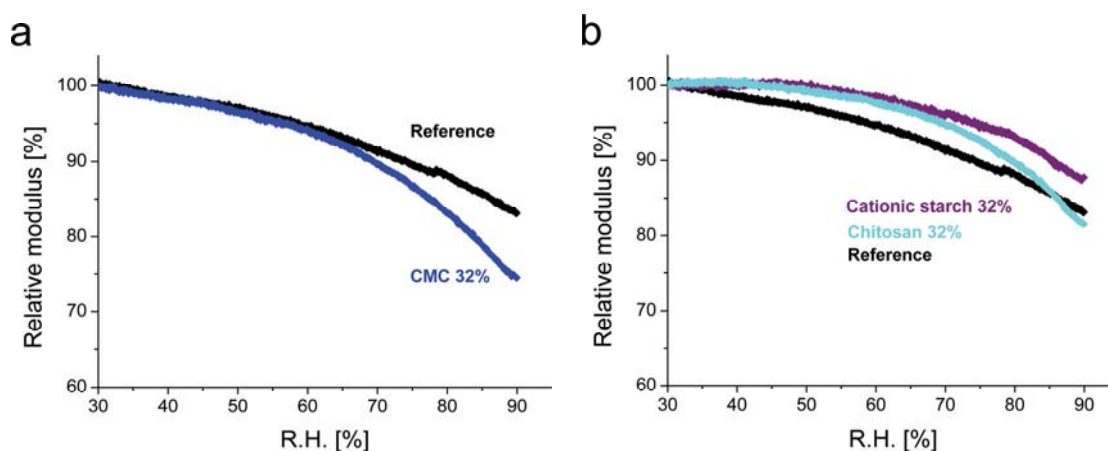 a
Relative modulus [%]
100
90
80
70
60
Reference
CMC 32%
30 40 50 60 70 80 90
R.H. [%]
b
Relative modulus [%]
100
90
80
70
60
Cationic starch 32%
Chitosan 32%
Reference
30 40 50 60 70 80 90
R.H. [%]